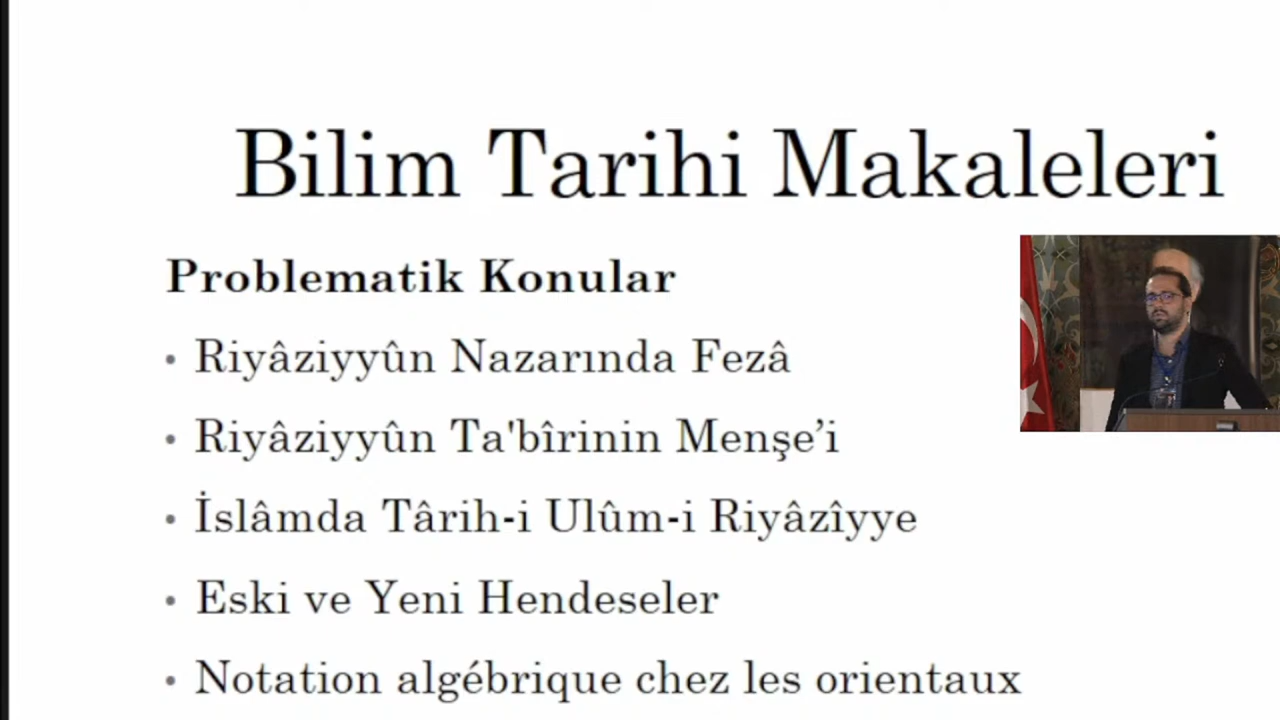 Bilim Tarihi Makaleleri
Problematik Konular
• Riyâziyyûn Nazarında Fezâ
• Riyâziyyûn Ta'bîrinin Menşe’i
• İslâmda Târih-i Ulûm-i Riyâzîyye
• Eski ve Yeni Hendeseler
• Notation algébrique chez les orientaux